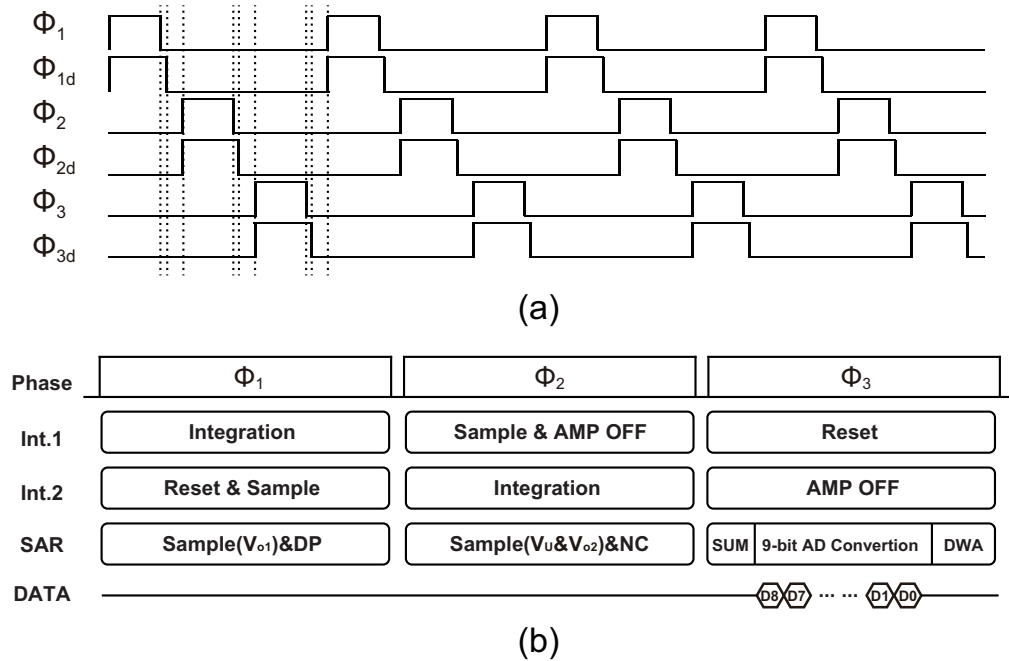 Φ1
Φ1d
Φ2
Φ2d
Φ3
Φ3d
(a)
Phase Φ1 Φ2 Φ3
Int.1 Integration Sample & AMP OFF Reset
Int.2 Reset & Sample Integration AMP OFF
SAR Sample(Vo1)&DP Sample(VU&Vo2)&NC SUM 9-bit AD Convertion DWA
DATA D8 D7 ... ... D1 D0
(b)